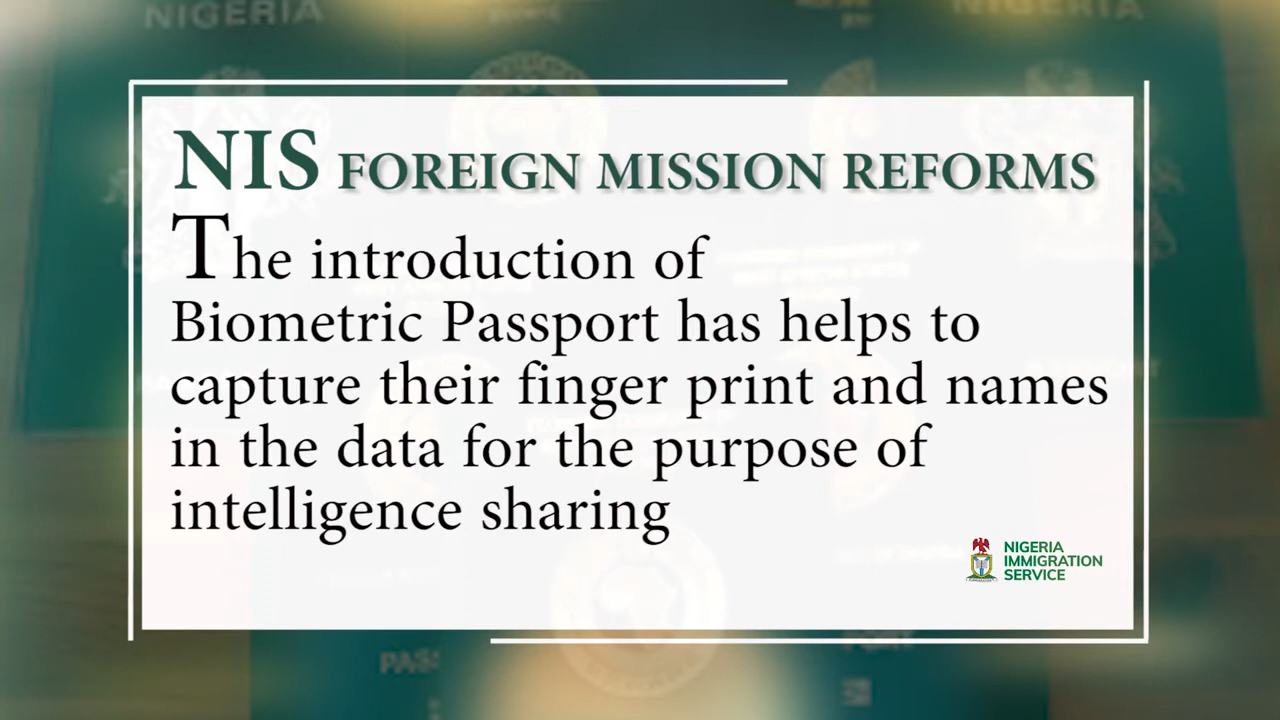 NIGERIA
NIGERIA
NIS FOREIGN MISSION REFORMS
The introduction of
Biometric Passport has helps to
capture their finger print and names
in the data for the purpose of
intelligence sharing
NIGERIA
IMMIGRATION
SERVICE